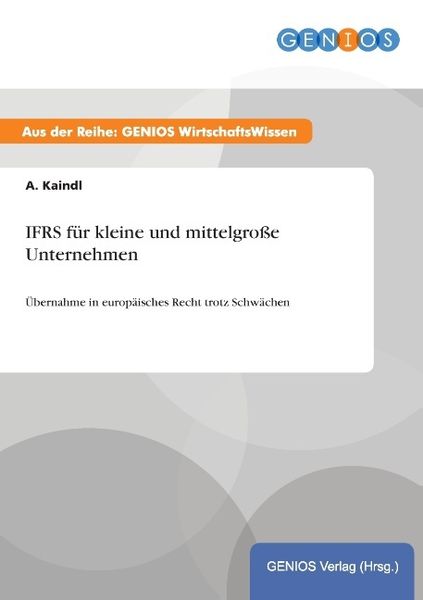 GENIOS
Aus der Reihe: GENIOS WirtschaftsWissen
A. Kaindl
IFRS für kleine und mittelgroße
Unternehmen
Übernahme in europäisches Recht trotz Schwächen
GENIOS Verlag (Hrsg.)